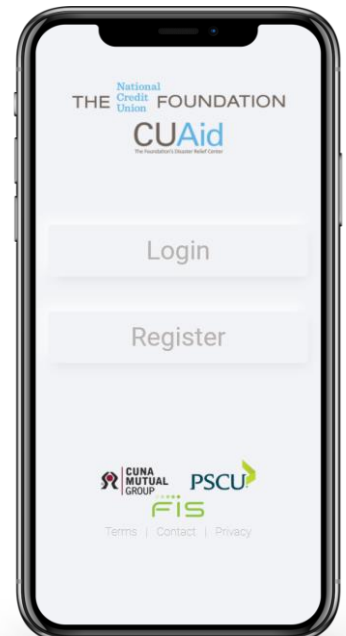 THE National Credit Union FOUNDATION
CUAid
The Foundation's Disaster Relief Center
Login
Register
CUNA MUTUAL GROUP PSCU
FIS
Terms | Contact | Privacy